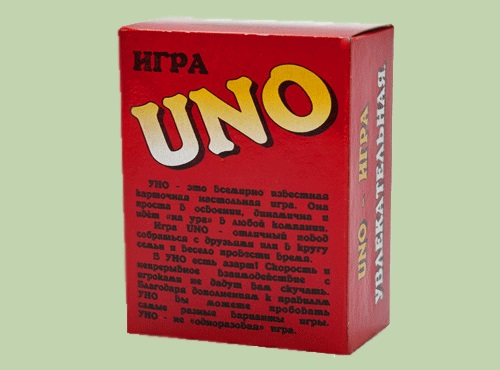 ИГРА
UNO
УНО - это всемирно известная
карточная настольная игра. Она
проста в освоении, динамична и
идёт «на ура» в любой компании.
Игра UNO - отличный повод
собраться с друзьями или в кругу
семьи и весело провести время.
В УНО есть азарт! Скорость и
непрерывное взаимодействие с
игроками не дадут вам скучать.
Благодаря дополнениям к правилам
УНО вы можете пробовать
самые разные варианты игры.
УНО - не «одноразовая» игра.
UNO - ИГРА
УВЛЕКАТЕЛЬНАЯ.